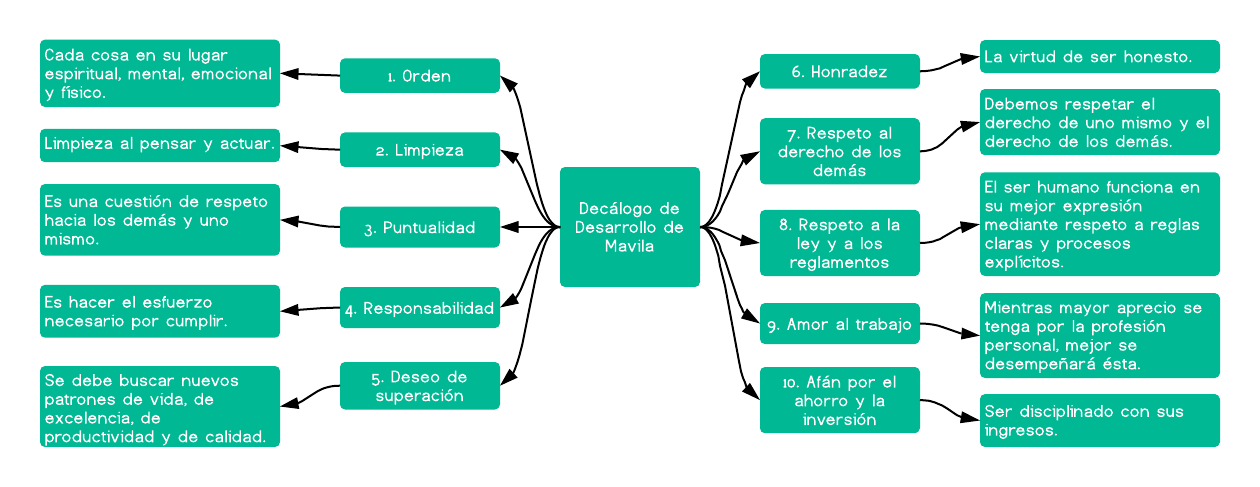 Decálogo de
Desarrollo de
Mavila
1. Orden
Cada cosa en su lugar
espiritual, mental, emocional
y físico.
2. Limpieza
Limpieza al pensar y actuar.
3. Puntualidad
Es una cuestión de respeto
hacia los demás y uno
mismo.
4. Responsabilidad
Es hacer el esfuerzo
necesario por cumplir.
5. Deseo de
superación
Se debe buscar nuevos
patrones de vida, de
excelencia, de
productividad y de calidad.
6. Honradez
La virtud de ser honesto.
7. Respeto al
derecho de los
demás
Debemos respetar el
derecho de uno mismo y el
derecho de los demás.
8. Respeto a la
ley y a los
reglamentos
El ser humano funciona en
su mejor expresión
mediante respeto a reglas
claras y procesos
explícitos.
9. Amor al trabajo
Mientras mayor aprecio se
tenga por la profesión
personal, mejor se
desempeñará ésta.
10. Afán por el
ahorro y la
inversión
Ser disciplinado con sus
ingresos.